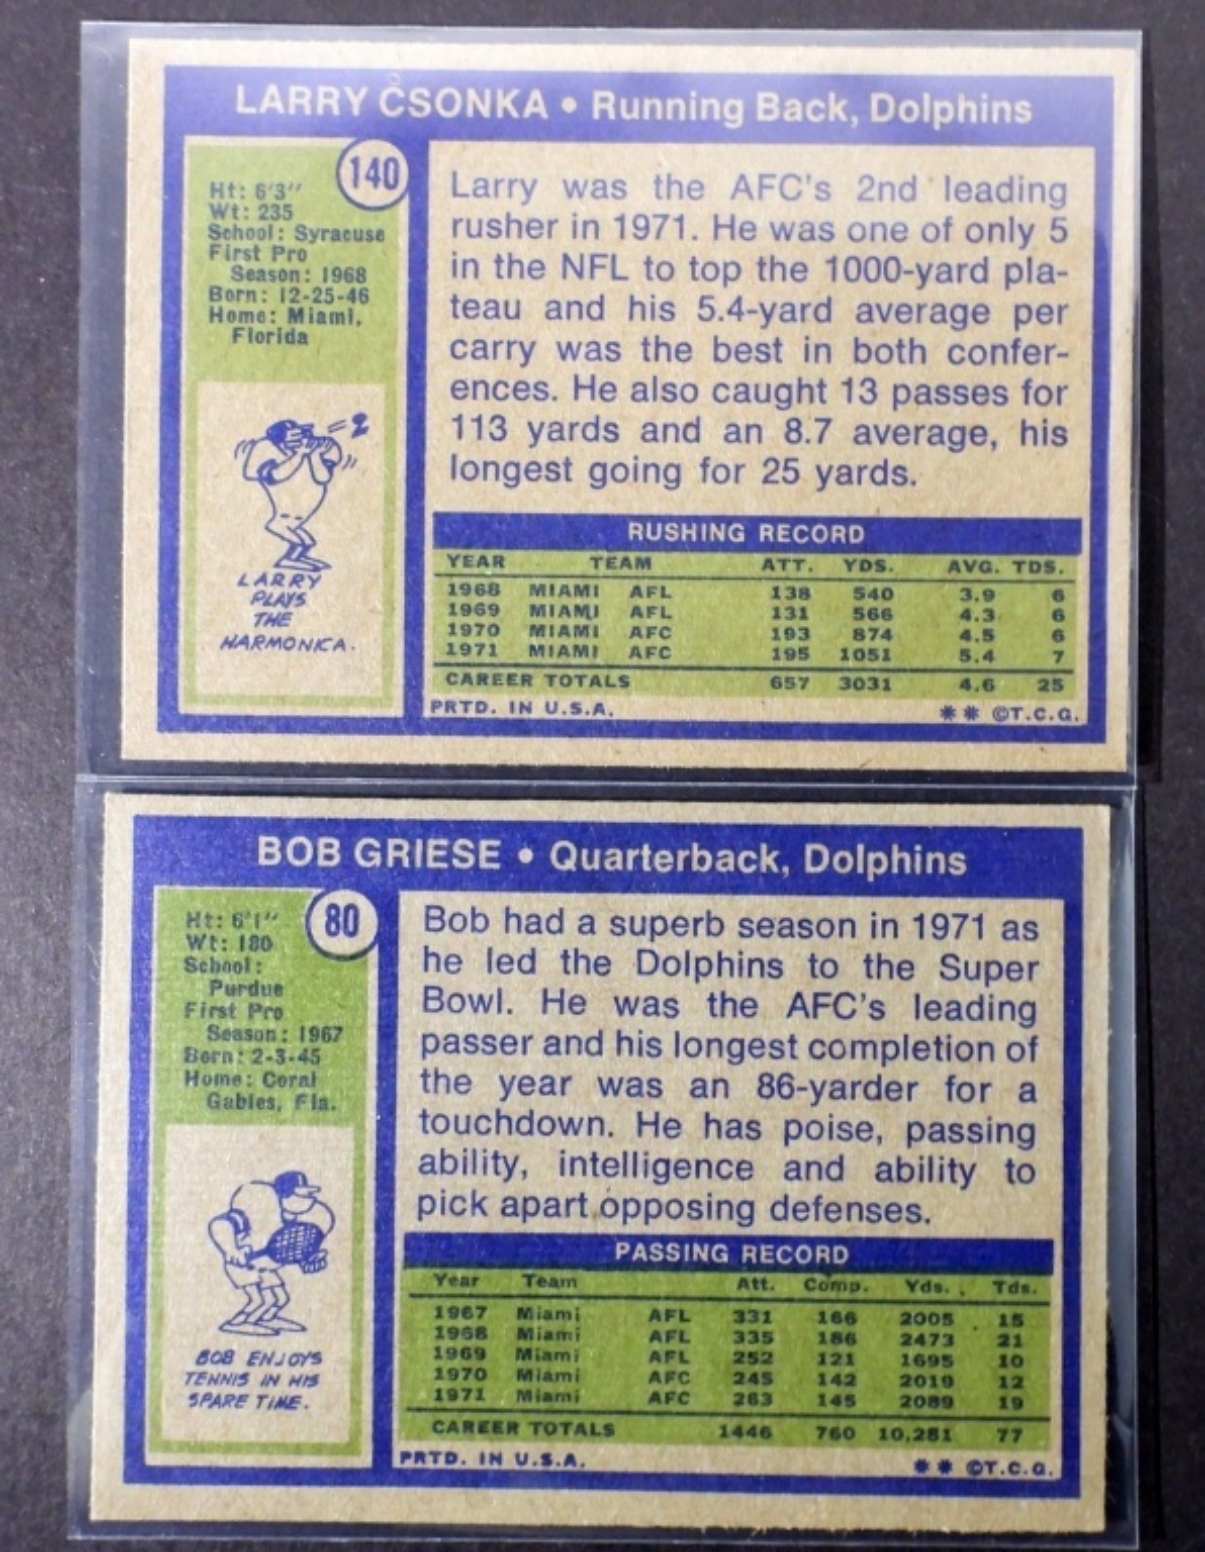 LARRY CSONKA • Running Back, Dolphins
140
Ht: 6'3"
Wt: 235
School: Syracuse
First Pro
Season: 1968
Born: 12-25-46
Home: Miami,
Florida
LARRY
PLAYS
THE
HARMONICA.
Larry was the AFC's 2nd leading
rusher in 1971. He was one of only 5
in the NFL to top the 1000-yard pla-
teau and his 5.4-yard average per
carry was the best in both confer-
ences. He also caught 13 passes for
113 yards and an 8.7 average, his
longest going for 25 yards.
RUSHING RECORD
YEAR TEAM ATT. YDS. AVG. TDS.
1968 MIAMI AFL 138 540 3.9 6
1969 MIAMI AFL 131 566 4.3 6
1970 MIAMI AFC 193 874 4.5 6
1971 MIAMI AFC 195 1051 5.4 7
CAREER TOTALS 657 3031 4.6 25
PRTD. IN U.S.A. ** ©T.C.G.
BOB GRIESE • Quarterback, Dolphins
80
Ht: 6'1"
Wt: 180
School:
Purdue
First Pro
Season: 1967
Born: 2-3-45
Home: Coral
Gables, Fla.
BOB ENJOYS
TENNIS IN HIS
SPARE TIME.
Bob had a superb season in 1971 as
he led the Dolphins to the Super
Bowl. He was the AFC's leading
passer and his longest completion of
the year was an 86-yarder for a
touchdown. He has poise, passing
ability, intelligence and ability to
pick apart opposing defenses.
PASSING RECORD
Year Team Att. Comp. Yds. Tds.
1967 Miami AFL 331 166 2005 15
1968 Miami AFL 335 186 2473 21
1969 Miami AFL 252 121 1695 10
1970 Miami AFC 245 142 2019 12
1971 Miami AFC 263 145 2089 19
CAREER TOTALS 1446 760 10,281 77
PRTD. IN U.S.A. ** ©T.C.G.